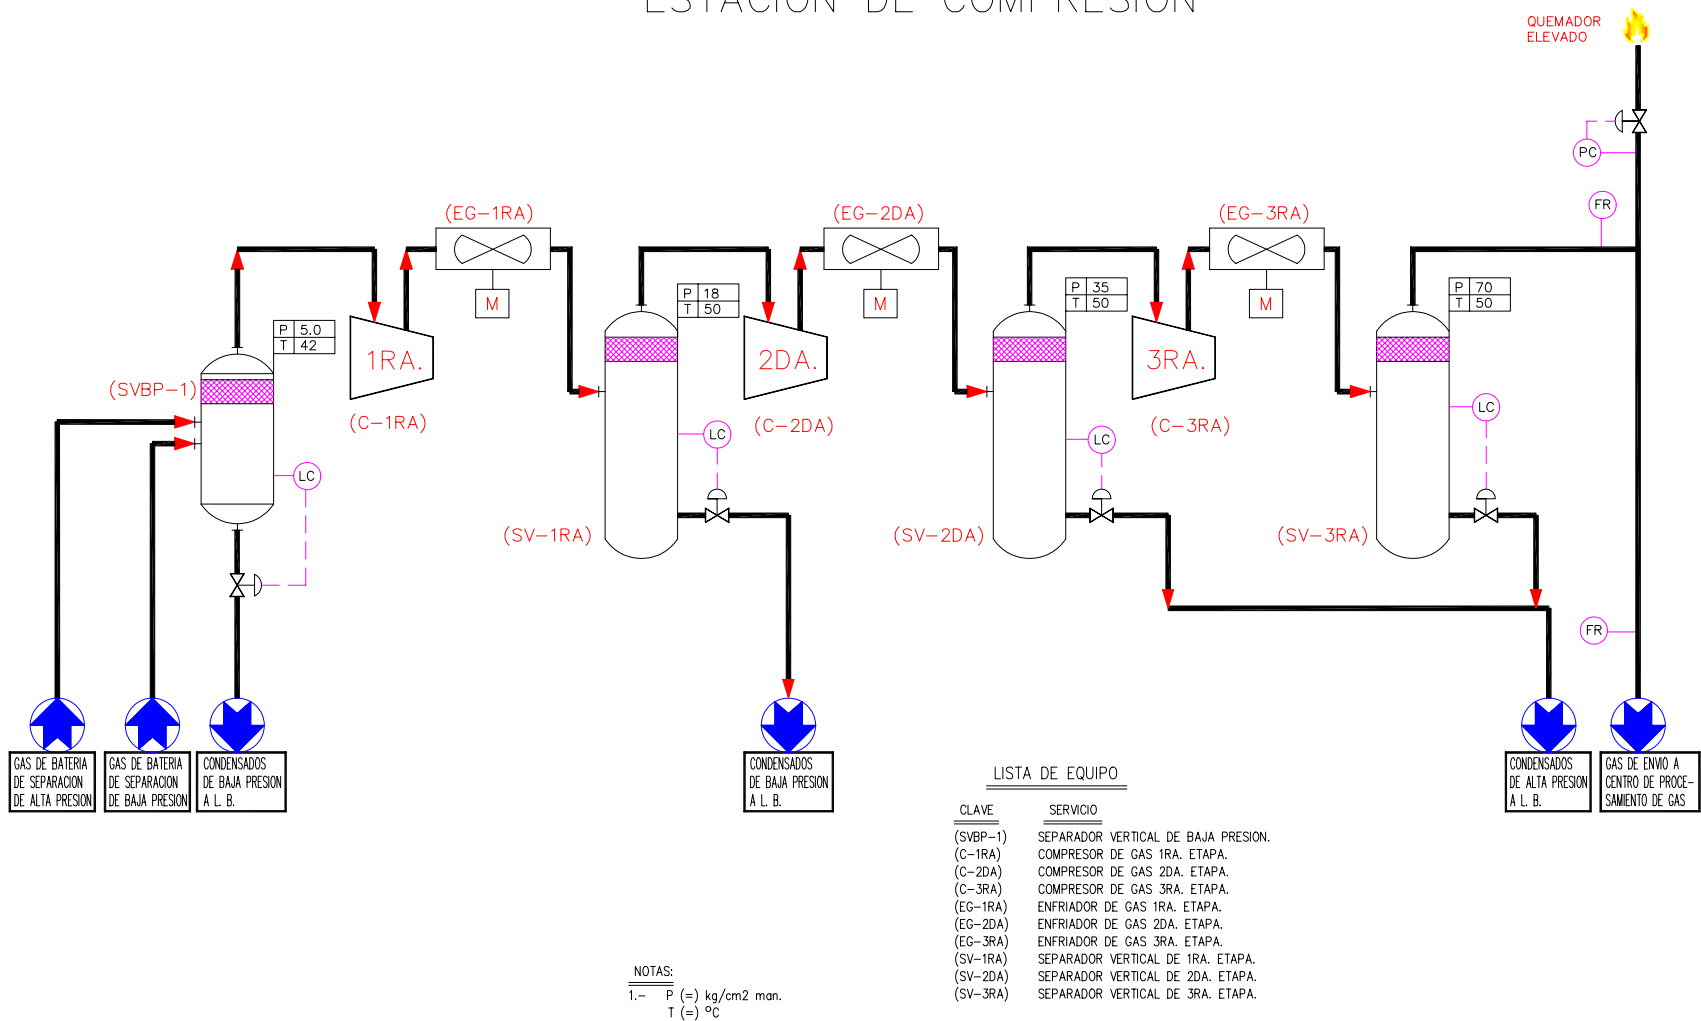 ESTACION DE COMPRESION
QUEMADOR
ELEVADO
PC
FR
(EG-1RA)
(EG-2DA)
(EG-3RA)
M
M
M
P 5.0
T 42
P 18
T 50
P 35
T 50
P 70
T 50
1RA.
2DA.
3RA.
(SVBP-1)
(C-1RA)
(C-2DA)
(C-3RA)
LC
LC
LC
LC
(SV-1RA)
(SV-2DA)
(SV-3RA)
FR
GAS DE BATERIA
DE SEPARACION
DE ALTA PRESION
GAS DE BATERIA
DE SEPARACION
DE BAJA PRESION
CONDENSADOS
DE BAJA PRESION
A L. B.
CONDENSADOS
DE BAJA PRESION
A L. B.
CONDENSADOS
DE ALTA PRESION
A L. B.
GAS DE ENVIO A
CENTRO DE PROCE-
SAMIENTO DE GAS
LISTA DE EQUIPO
CLAVE SERVICIO
(SVBP-1) SEPARADOR VERTICAL DE BAJA PRESION.
(C-1RA) COMPRESOR DE GAS 1RA. ETAPA.
(C-2DA) COMPRESOR DE GAS 2DA. ETAPA.
(C-3RA) COMPRESOR DE GAS 3RA. ETAPA.
(EG-1RA) ENFRIADOR DE GAS 1RA. ETAPA.
(EG-2DA) ENFRIADOR DE GAS 2DA. ETAPA.
(EG-3RA) ENFRIADOR DE GAS 3RA. ETAPA.
(SV-1RA) SEPARADOR VERTICAL DE 1RA. ETAPA.
(SV-2DA) SEPARADOR VERTICAL DE 2DA. ETAPA.
(SV-3RA) SEPARADOR VERTICAL DE 3RA. ETAPA.
NOTAS:
1.- P (=) kg/cm2 man.
T (=) °C